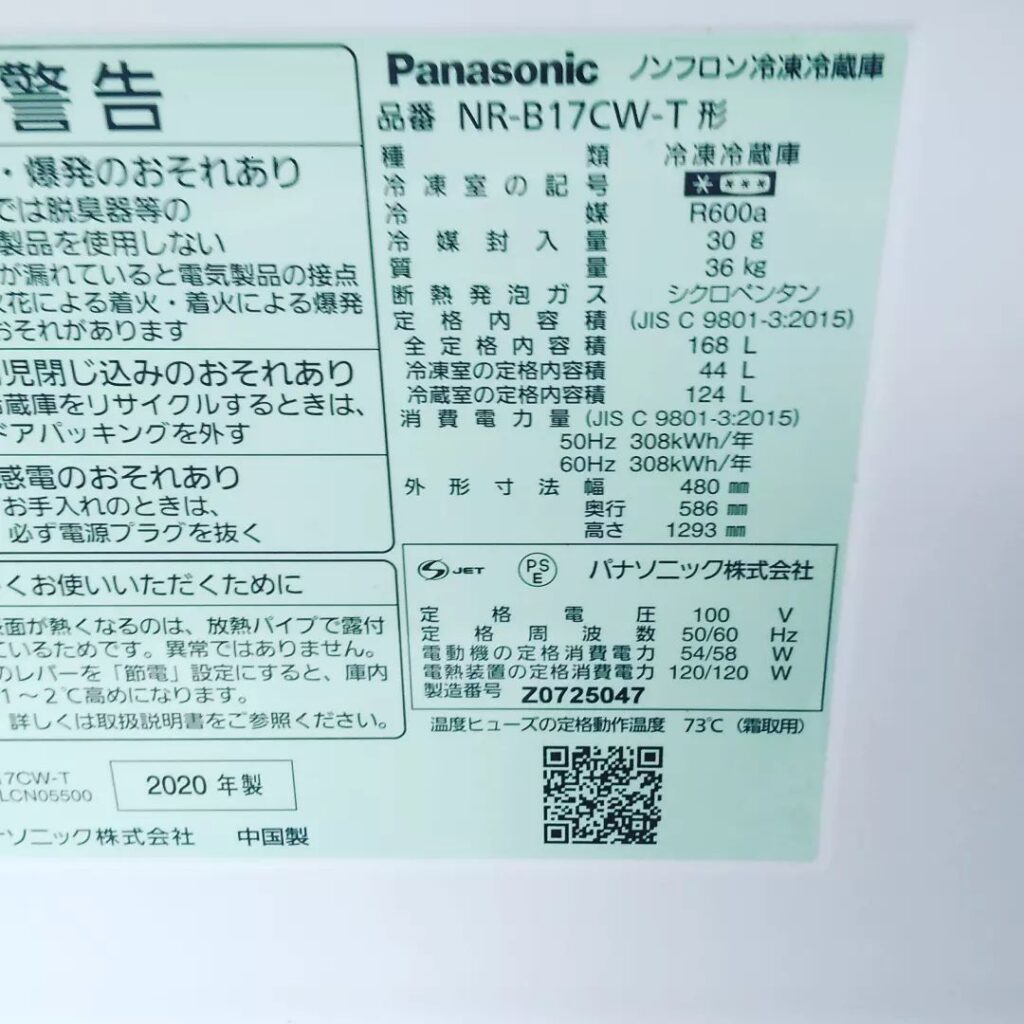 警告
・爆発のおそれあり
では脱臭器等の
製品を使用しない
が漏れていると電気製品の接点
火花による着火・着火による爆発
おそれがあります
児閉じ込みのおそれあり
蔵庫をリサイクルするときは、
ドアパッキングを外す
感電のおそれあり
お手入れのときは、
必ず電源プラグを抜く
くお使いいただくために
面が熱くなるのは、放熱パイプで露付
いるためです。異常ではありません。
のレバーを「節電」設定にすると、庫内
1～2℃高めになります。
詳しくは取扱説明書をご参照ください。
17CW-T
LCN05500
2020 年製
ナソニック株式会社 中国製
Panasonic ノンフロン冷凍冷蔵庫
品番 NR-B17CW-T 形
種類 冷凍冷蔵庫
冷凍室の記号 * ***
冷媒 R600a
冷媒封入量 30 g
質量 36 kg
断熱発泡ガス シクロペンタン
定格内容積 (JIS C 9801-3:2015)
全定格内容積 168 L
冷凍室の定格内容積 44 L
冷蔵室の定格内容積 124 L
消費電力量 (JIS C 9801-3:2015)
50Hz 308kWh/年
60Hz 308kWh/年
外形寸法 幅 480 mm
奥行 586 mm
高さ 1293 mm
JET PS E パナソニック株式会社
定格電圧 100 V
定格周波数 50/60 Hz
電動機の定格消費電力 54/58 W
電熱装置の定格消費電力 120/120 W
製造番号 Z0725047
温度ヒューズの定格動作温度 73℃ (霜取用)